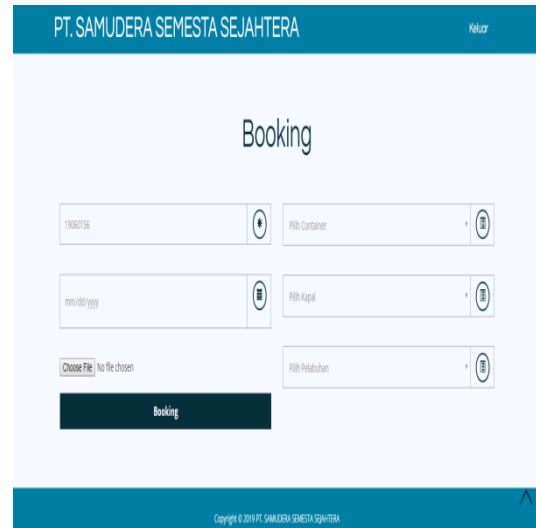 PT. SAMUDERA SEMESTA SEJAHTERA
Keluar
Booking
19060156
Pilih Container
mm/dd/yyyy
Pilih Kapal
Choose File No file chosen
Pilih Pelabuhan
Booking
Copyright © 2019 PT. SAMUDERA SEMESTA SEJAHTERA